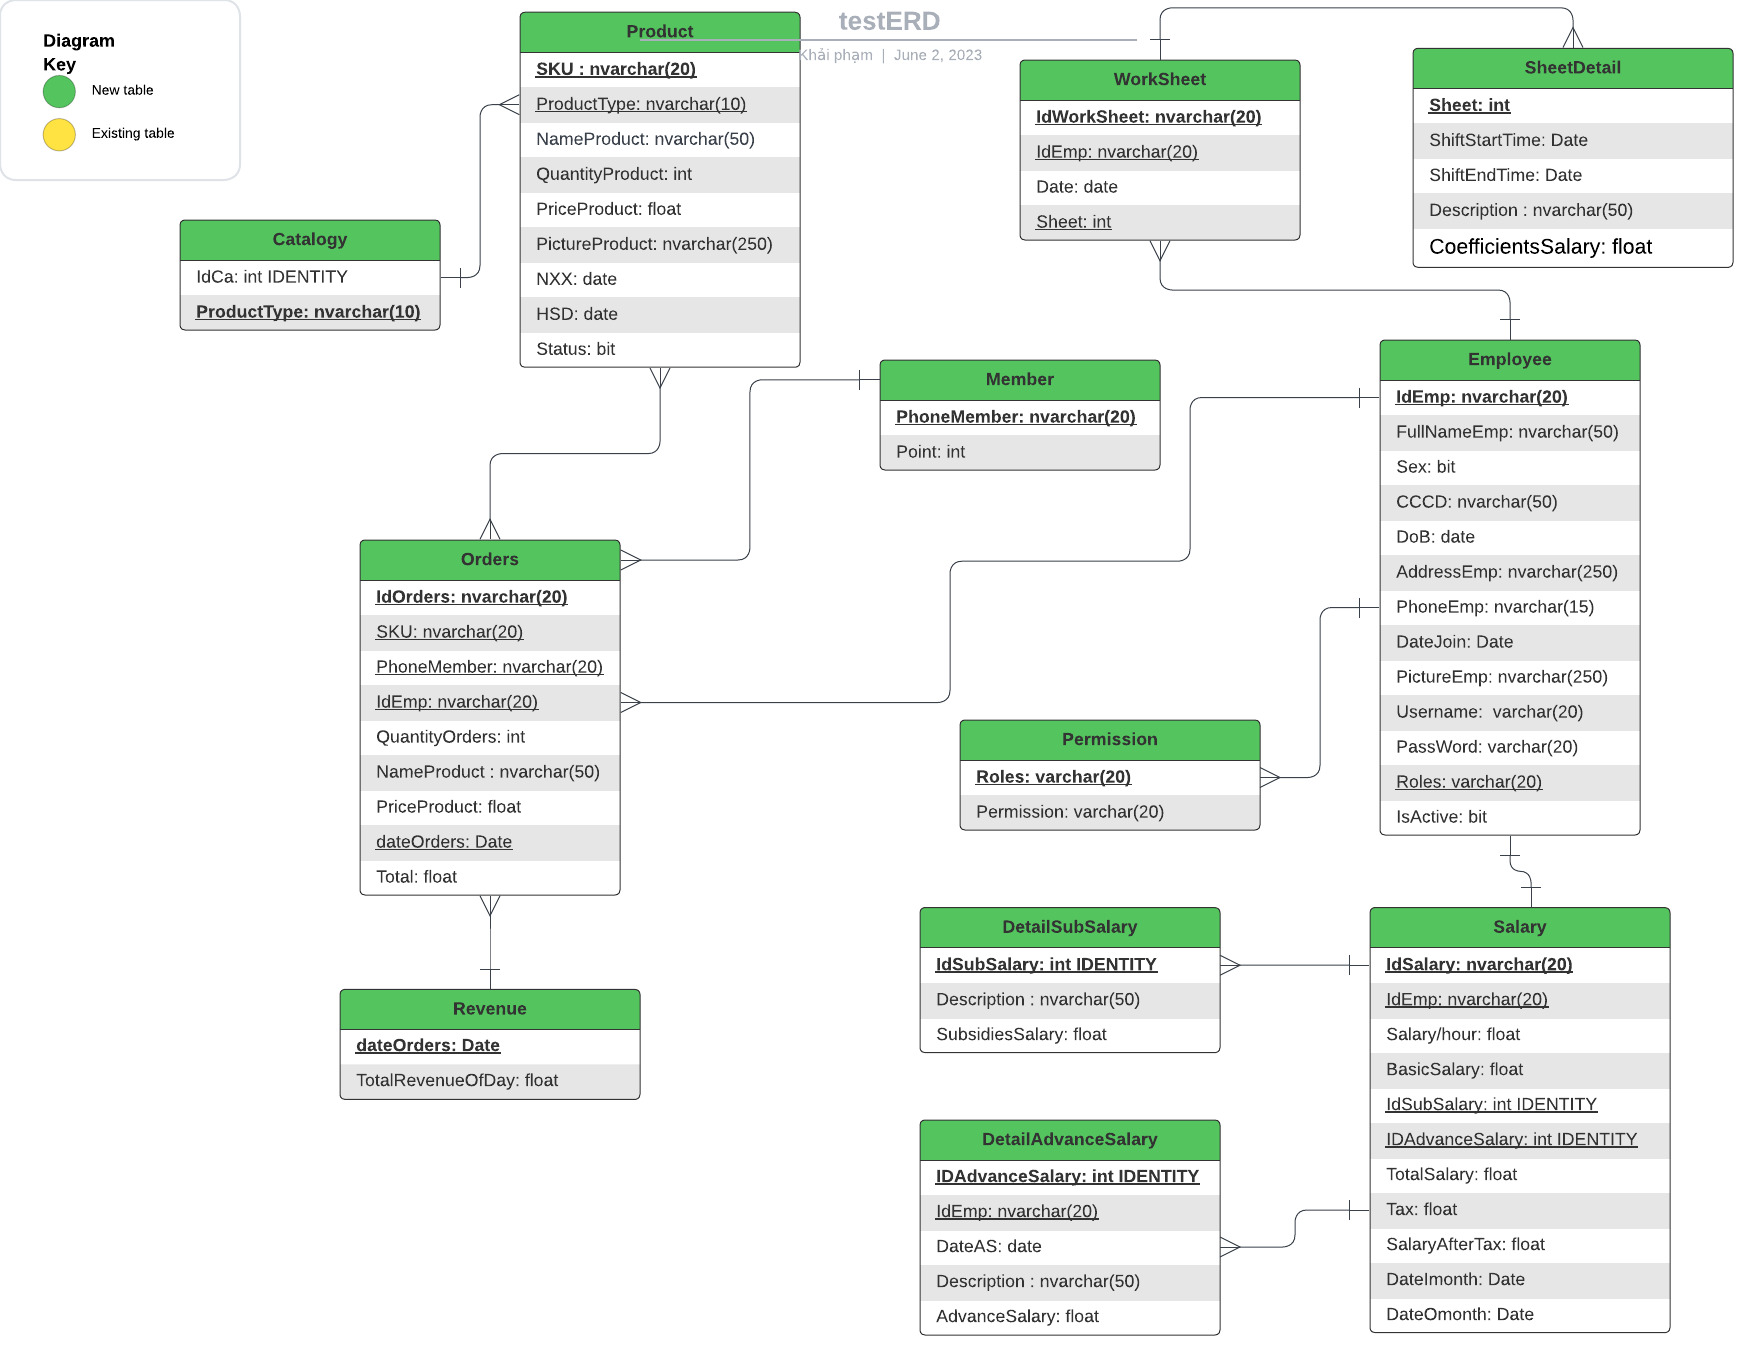 testERD
Khải phạm | June 2, 2023
Diagram
Key
New table
Existing table
Product
SKU : nvarchar(20)
ProductType: nvarchar(10)
NameProduct: nvarchar(50)
QuantityProduct: int
PriceProduct: float
PictureProduct: nvarchar(250)
NXX: date
HSD: date
Status: bit
WorkSheet
IdWorkSheet: nvarchar(20)
IdEmp: nvarchar(20)
Date: date
Sheet: int
SheetDetail
Sheet: int
ShiftStartTime: Date
ShiftEndTime: Date
Description : nvarchar(50)
CoefficientsSalary: float
Catalogy
IdCa: int IDENTITY
ProductType: nvarchar(10)
Member
PhoneMember: nvarchar(20)
Point: int
Employee
IdEmp: nvarchar(20)
FullNameEmp: nvarchar(50)
Sex: bit
CCCD: nvarchar(50)
DoB: date
AddressEmp: nvarchar(250)
PhoneEmp: nvarchar(15)
DateJoin: Date
PictureEmp: nvarchar(250)
Username:  varchar(20)
PassWord: varchar(20)
Roles: varchar(20)
IsActive: bit
Orders
IdOrders: nvarchar(20)
SKU: nvarchar(20)
PhoneMember: nvarchar(20)
IdEmp: nvarchar(20)
QuantityOrders: int
NameProduct : nvarchar(50)
PriceProduct: float
dateOrders: Date
Total: float
Permission
Roles: varchar(20)
Permission: varchar(20)
Revenue
dateOrders: Date
TotalRevenueOfDay: float
DetailSubSalary
IdSubSalary: int IDENTITY
Description : nvarchar(50)
SubsidiesSalary: float
Salary
IdSalary: nvarchar(20)
IdEmp: nvarchar(20)
Salary/hour: float
BasicSalary: float
IdSubSalary: int IDENTITY
IDAdvanceSalary: int IDENTITY
TotalSalary: float
Tax: float
SalaryAfterTax: float
DateImonth: Date
DateOmonth: Date
DetailAdvanceSalary
IDAdvanceSalary: int IDENTITY
IdEmp: nvarchar(20)
DateAS: date
Description : nvarchar(50)
AdvanceSalary: float